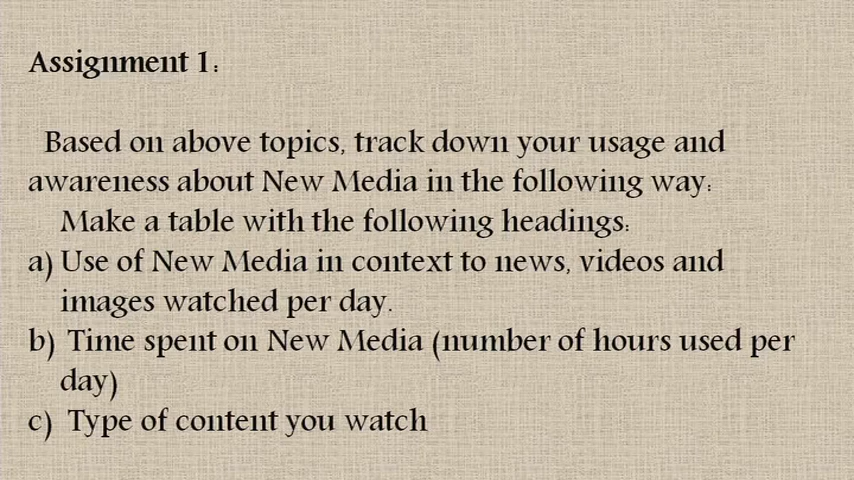 Assignment 1:
Based on above topics, track down your usage and
awareness about New Media in the following way:
Make a table with the following headings:
a) Use of New Media in context to news, videos and
images watched per day.
b) Time spent on New Media (number of hours used per
day)
c) Type of content you watch